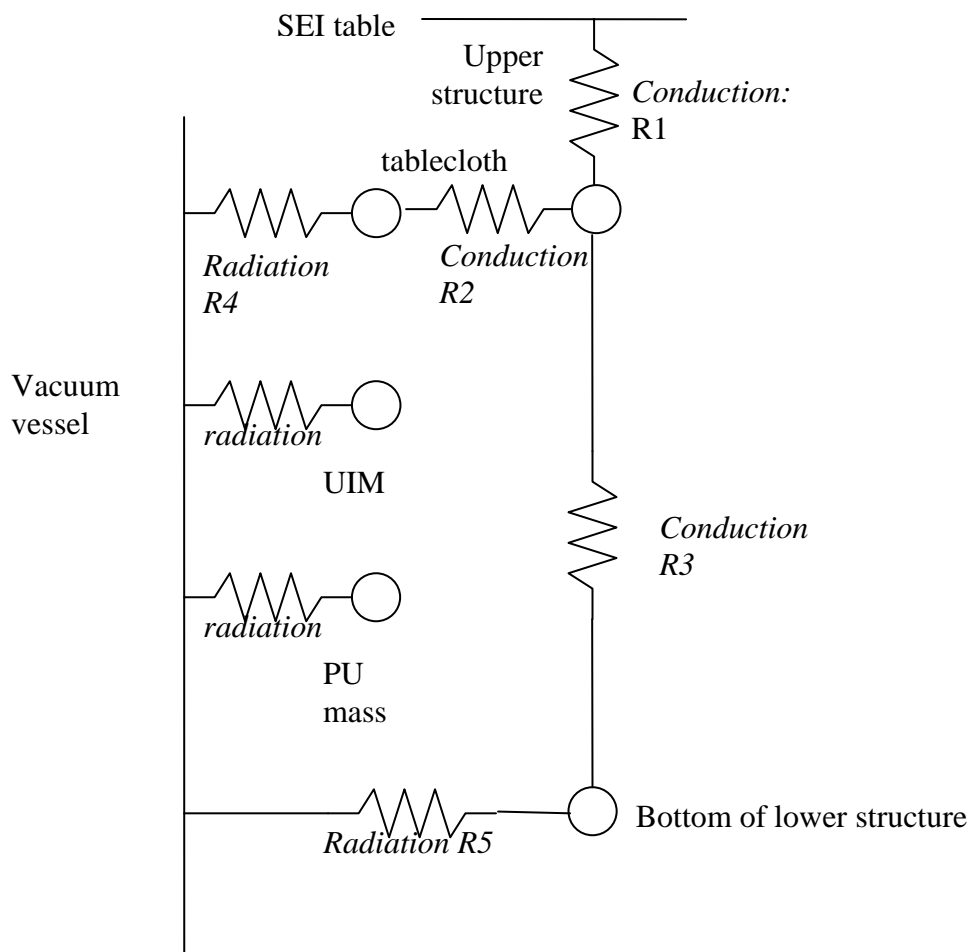 SEI table
Upper
structure
Conduction:
R1
tablecloth
Radiation
R4
Conduction
R2
Vacuum
vessel
radiation
UIM
Conduction
R3
radiation
PU
mass
Radiation R5
Bottom of lower structure